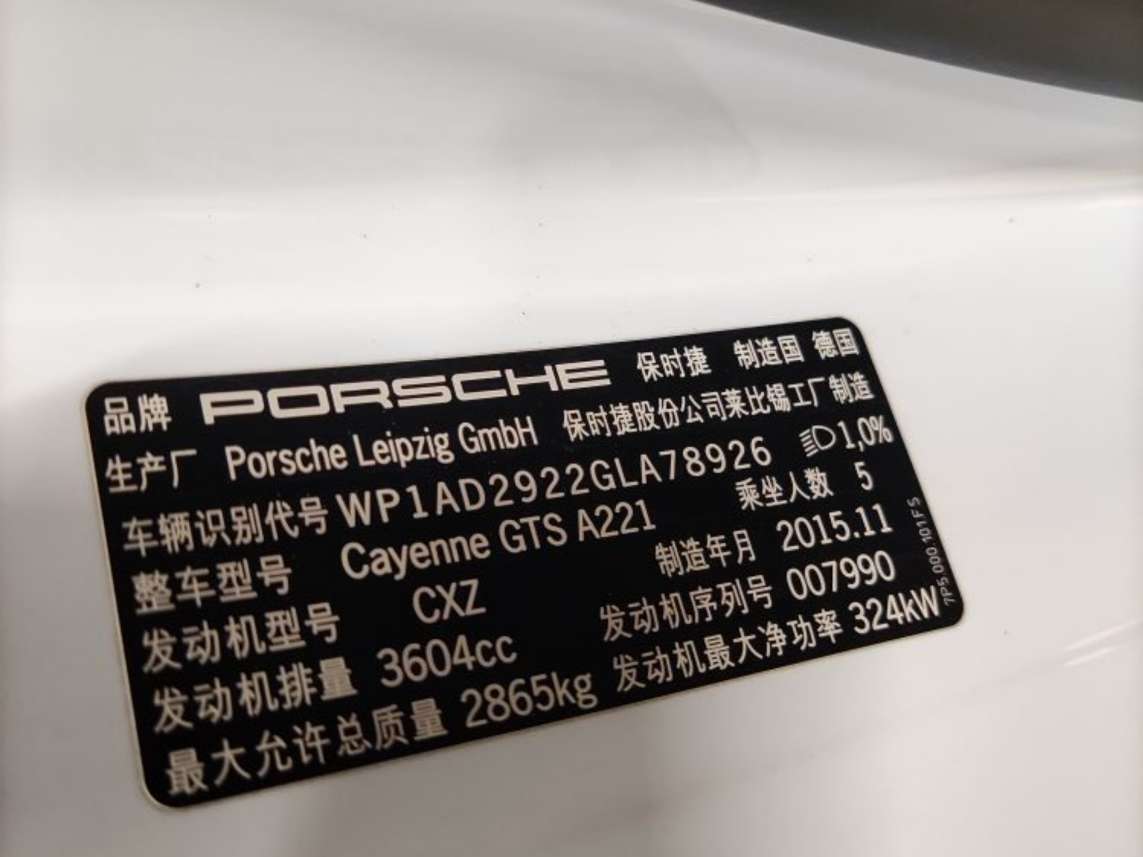 品牌 PORSCHE 保时捷 制造国 德国
生产厂 Porsche Leipzig GmbH 保时捷股份公司莱比锡工厂制造
车辆识别代号 WP1AD2922GLA78926 1,0%
整车型号 Cayenne GTS A221 乘坐人数 5
发动机型号 CXZ 制造年月 2015.11
发动机排量 3604cc 发动机序列号 007990
最大允许总质量 2865kg 发动机最大净功率 324kW
7P5.000.101 F S